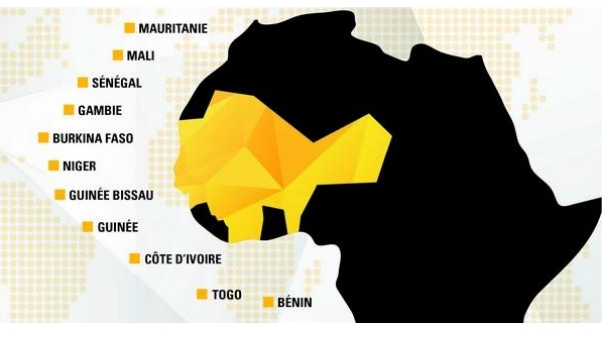 MAURITANIE
MALI
SÉNÉGAL
GAMBIE
BURKINA FASO
NIGER
GUINÉE BISSAU
GUINÉE
CÔTE D'IVOIRE
TOGO
BÉNIN